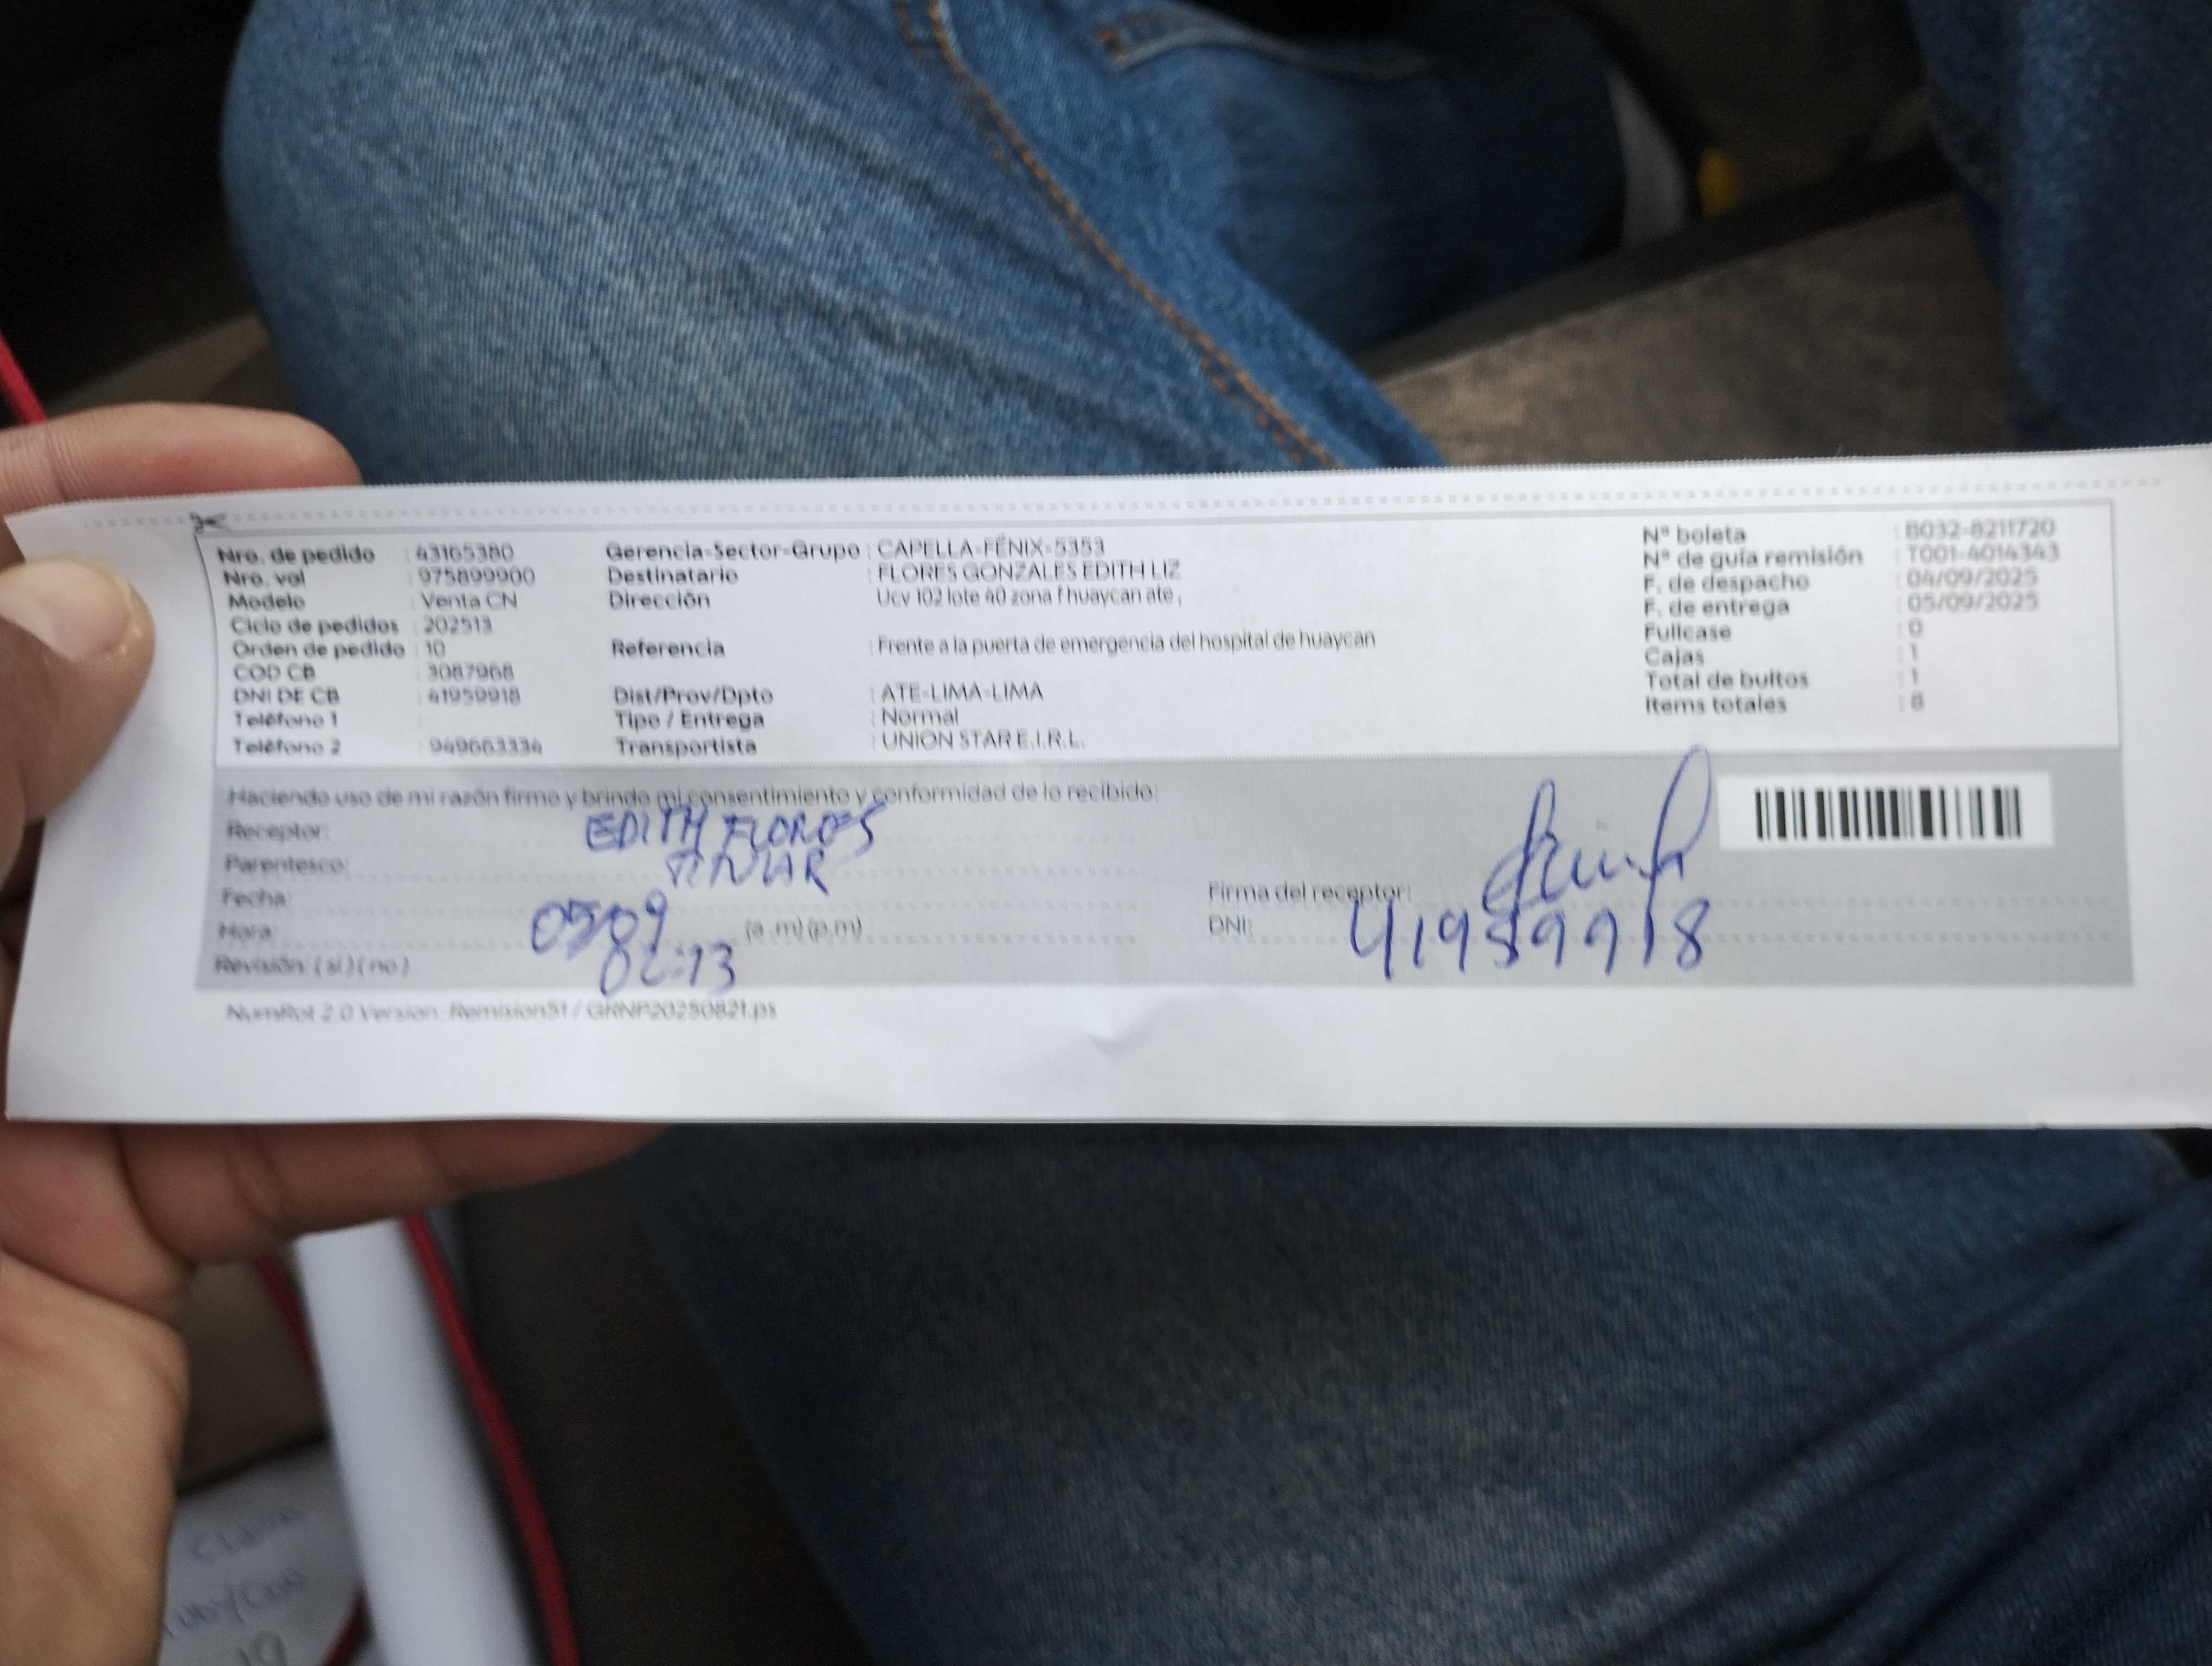 Nro. de pedido : 43165380
Nro. vol : 975899900
Modelo : Venta CN
Ciclo de pedidos : 202513
Orden de pedido : 10
COD CB : 3087968
DNI DE CB : 41959918
Teléfono 1 :
Teléfono 2 : 949663334
Gerencia-Sector-Grupo : CAPELLA-FÉNIX-5353
Destinatario : FLORES GONZALES EDITH LIZ
Dirección Ucv 102 lote 40 zona f huaycan ate ,
Referencia : Frente a la puerta de emergencia del hospital de huaycan
Dist/Prov/Dpto : ATE-LIMA-LIMA
Tipo / Entrega : Normal
Transportista : UNION STAR E.I.R.L.
N° boleta : B032-8211720
N° de guía remisión : T001-4014343
F. de despacho : 04/09/2025
F. de entrega : 05/09/2025
Fullcase : 0
Cajas : 1
Total de bultos : 1
Items totales : 8
Haciendo uso de mi razón firmo y brindo mi consentimiento y conformidad de lo recibido:
Receptor: EDITH FLORES
Parentesco:
Fecha: 05/09
Hora: 02:13 (a .m) (p.m)
Revisión: ( si ) ( no )
Firma del receptor:
DNI: 41959918
NumRot 2.0 Version: Remision51 / GRNP20250821.ps